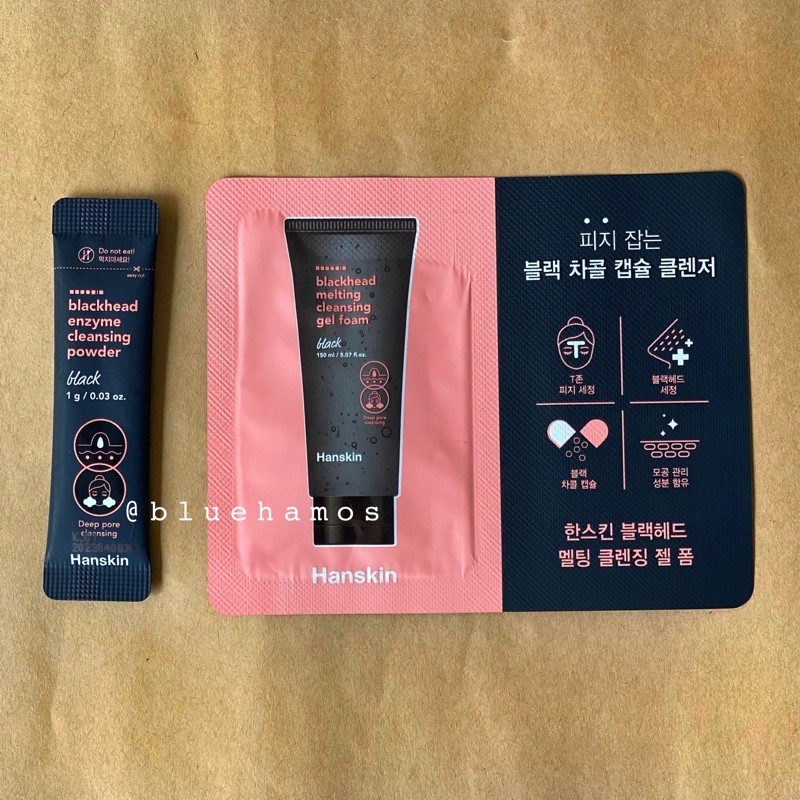 Do not eat!
먹지마세요!
easy cut
blackhead
enzyme
cleansing
powder
black
1 g / 0.03 oz.
Deep pore
cleansing
Hanskin
blackhead
melting
cleansing
gel foam
black
150 ml / 5.07 fl.oz.
Deep pore
cleansing
Hanskin
Hanskin
피지 잡는
블랙 차콜 캡슐 클렌저
T
T존
피지 세정
블랙헤드
세정
블랙
차콜 캡슐
모공 관리
성분 함유
한스킨 블랙헤드
멜팅 클렌징 젤 폼
@bluehamos